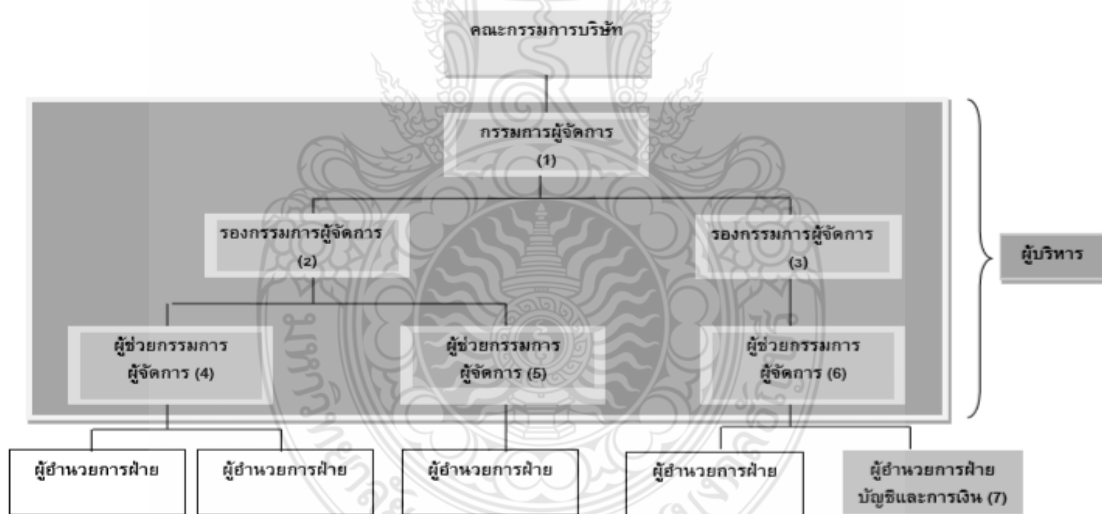 คณะกรรมการบริษัท
กรรมการผู้จัดการ
(1)
รองกรรมการผู้จัดการ
(2)
รองกรรมการผู้จัดการ
(3)
ผู้บริหาร
ผู้ช่วยกรรมการ
ผู้จัดการ (4)
ผู้ช่วยกรรมการ
ผู้จัดการ (5)
ผู้ช่วยกรรมการ
ผู้จัดการ (6)
ผู้อำนวยการฝ่าย
ผู้อำนวยการฝ่าย
ผู้อำนวยการฝ่าย
ผู้อำนวยการฝ่าย
ผู้อำนวยการฝ่าย
บัญชีและการเงิน (7)